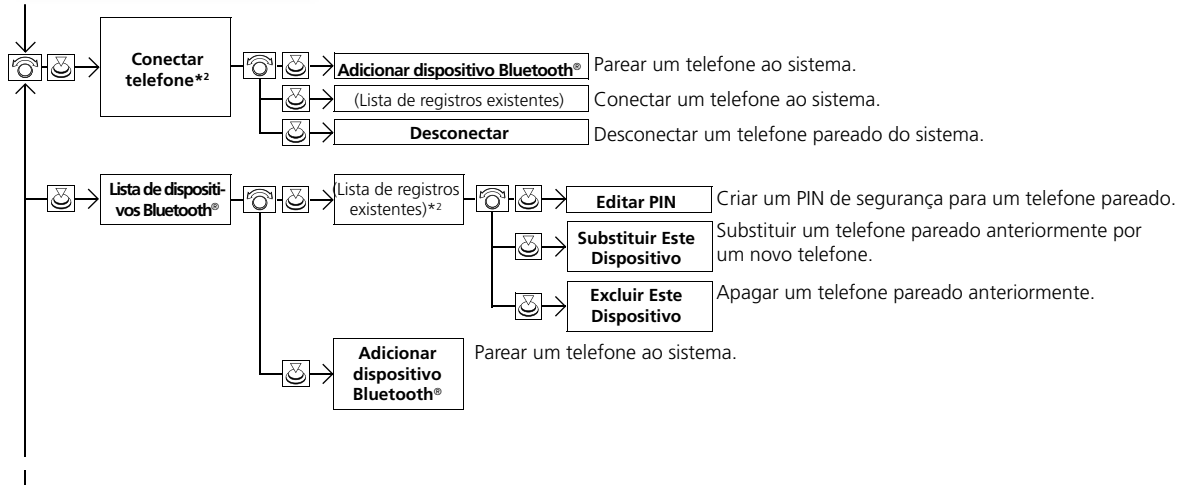 Conectar
telefone*2
Adicionar dispositivo Bluetooth® Parear um telefone ao sistema.
(Lista de registros existentes) Conectar um telefone ao sistema.
Desconectar Desconectar um telefone pareado do sistema.
Lista de dispositi-
vos Bluetooth®
(Lista de registros
existentes)*2
Editar PIN Criar um PIN de segurança para um telefone pareado.
Substituir Este
Dispositivo
Substituir um telefone pareado anteriormente por
um novo telefone.
Excluir Este
Dispositivo
Apagar um telefone pareado anteriormente.
Adicionar
dispositivo
Bluetooth®
Parear um telefone ao sistema.